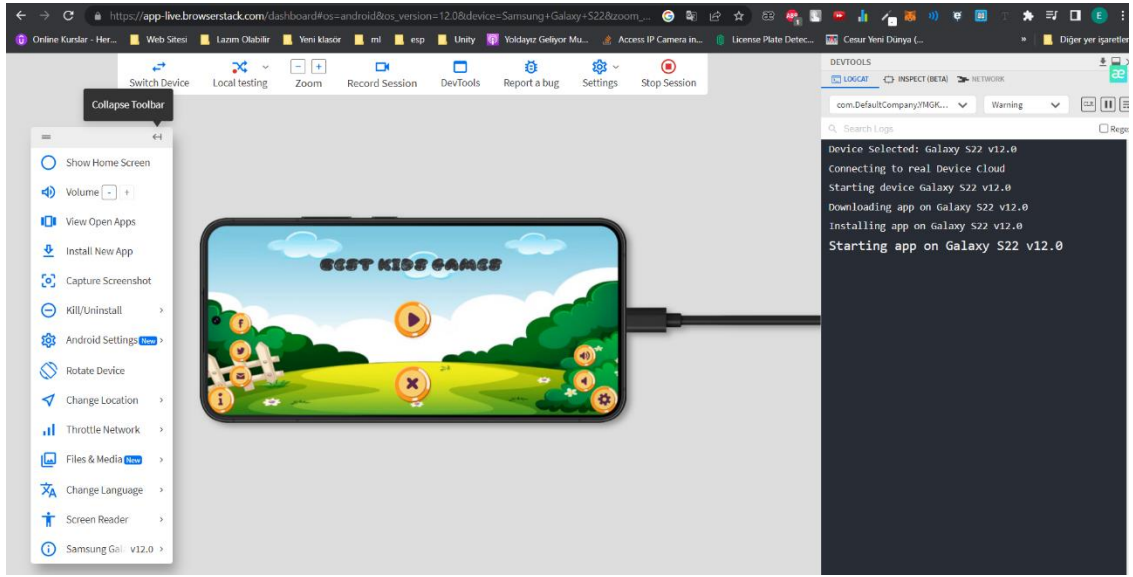 https://app-live.browserstack.com/dashboard#os=android&os_version=12.0&device=Samsung+Galaxy+S22&zoom_...
Online Kurslar - Her... Web Sitesi Lazım Olabilir Yeni klasör ml esp Unity Yoldayız Geliyor Mu... Access IP Camera in... License Plate Detec... Cesur Yeni Dünya (... » Diğer yer işaretleri
Switch Device Local testing Zoom Record Session DevTools Report a bug Settings Stop Session
Collapse Toolbar
Show Home Screen
Volume - +
View Open Apps
Install New App
Capture Screenshot
Kill/Uninstall
Android Settings New
Rotate Device
Change Location
Throttle Network
Files & Media New
Change Language
Screen Reader
Samsung Gal v12.0
BEST KIDS GAMES
DEVTOOLS
LOGCAT INSPECT (BETA) NETWORK
com.DefaultCompany.YMGK... Warning
Search Logs Rege
Device Selected: Galaxy S22 v12.0
Connecting to real Device Cloud
Starting device Galaxy S22 v12.0
Downloading app on Galaxy S22 v12.0
Installing app on Galaxy S22 v12.0
Starting app on Galaxy S22 v12.0